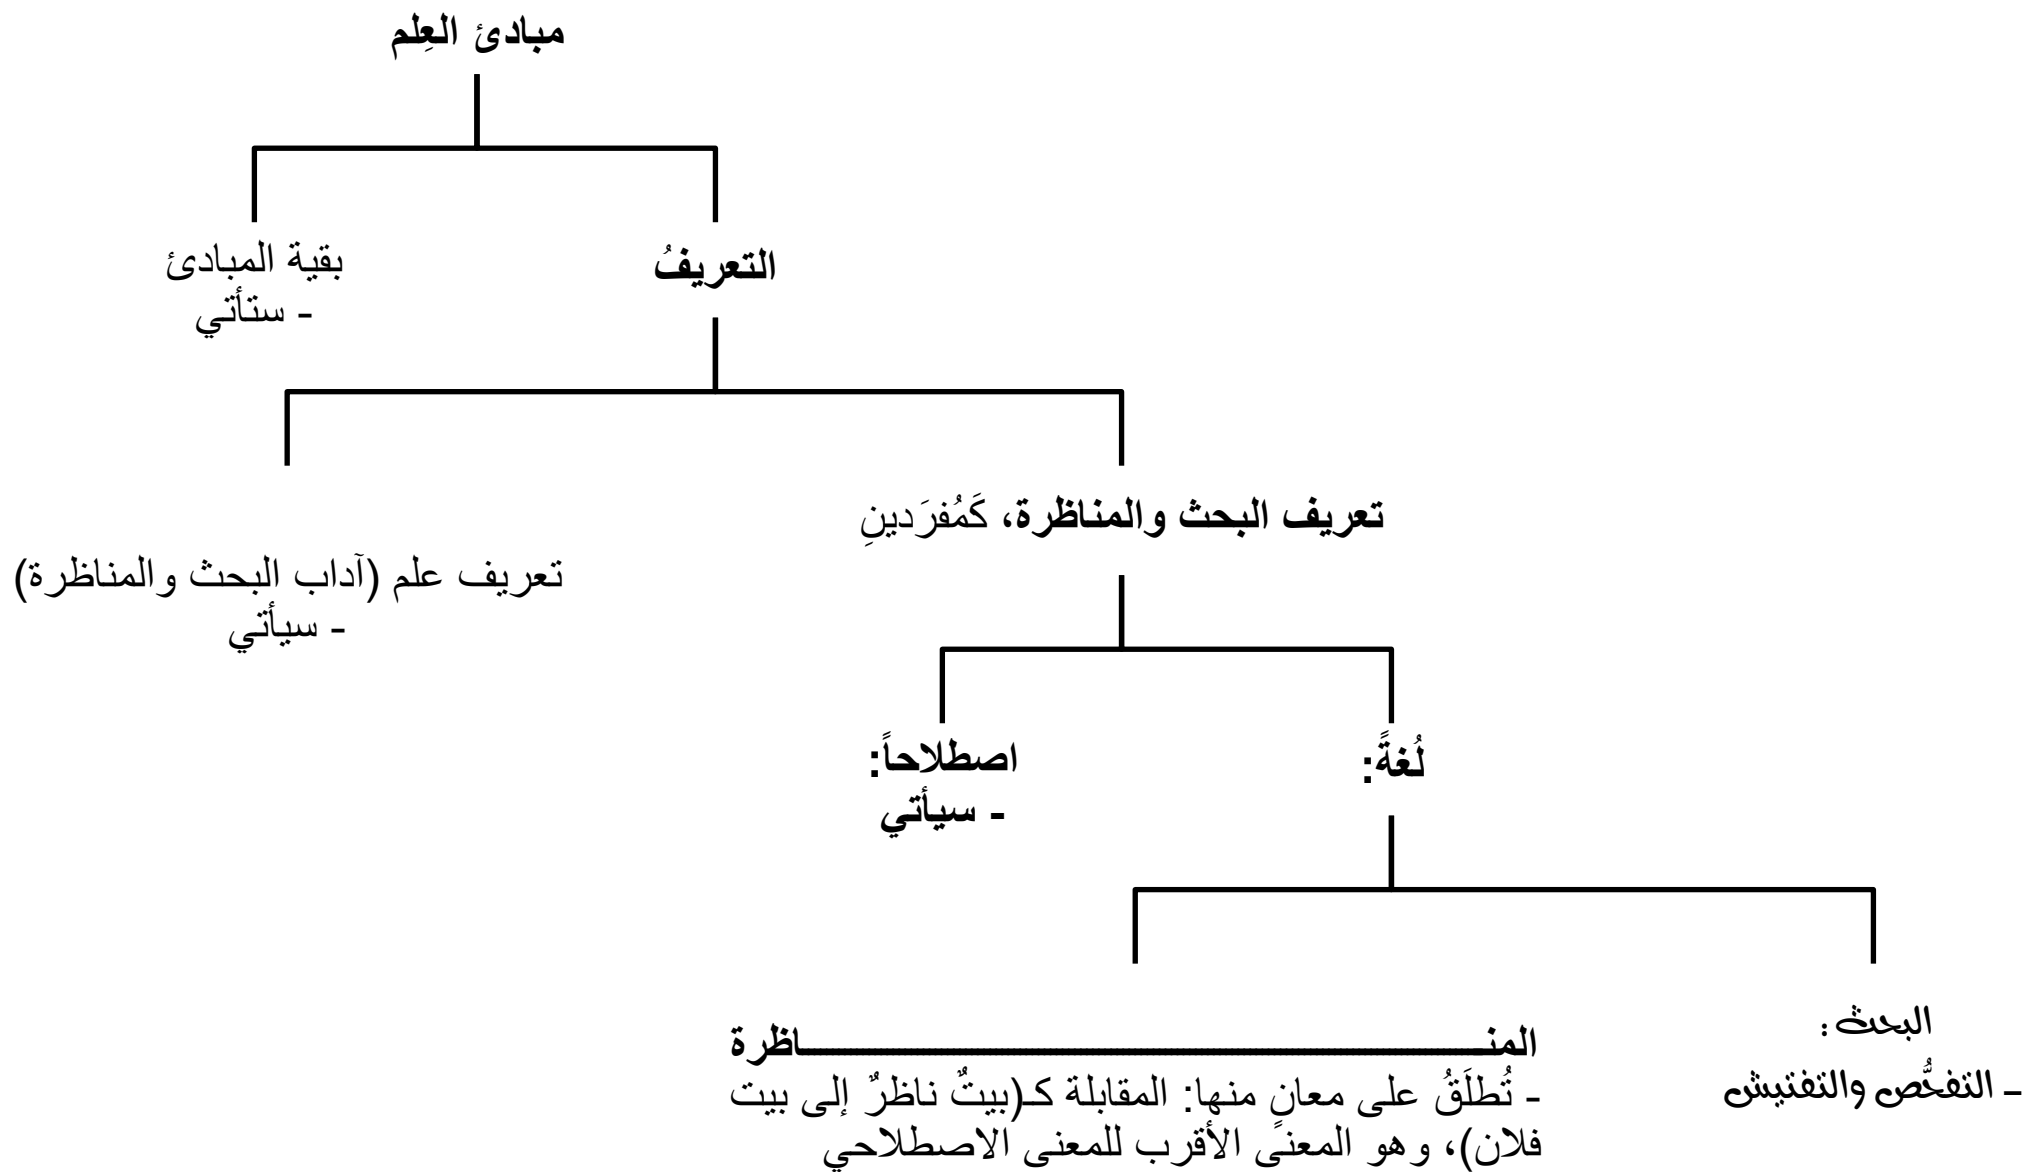 مبادئ العِلم
التعريفُ
بقية المبادئ
- ستأتي
تعريف البحث والمناظرة، كَمُفرَدينِ
تعريف علم (آداب البحث والمناظرة)
- سيأتي
لُغةً:
اصطلاحاً:
- سيأتي
البحث:
- التفحُّص والتفتيش
المنـــــــــــــــــــــــــــــــــــــاظرة
- تُطلَقُ على معانٍ منها: المقابلة كـ(بيتٌ ناظرٌ إلى بيت
فلان)، وهو المعنى الأقرب للمعنى الاصطلاحي